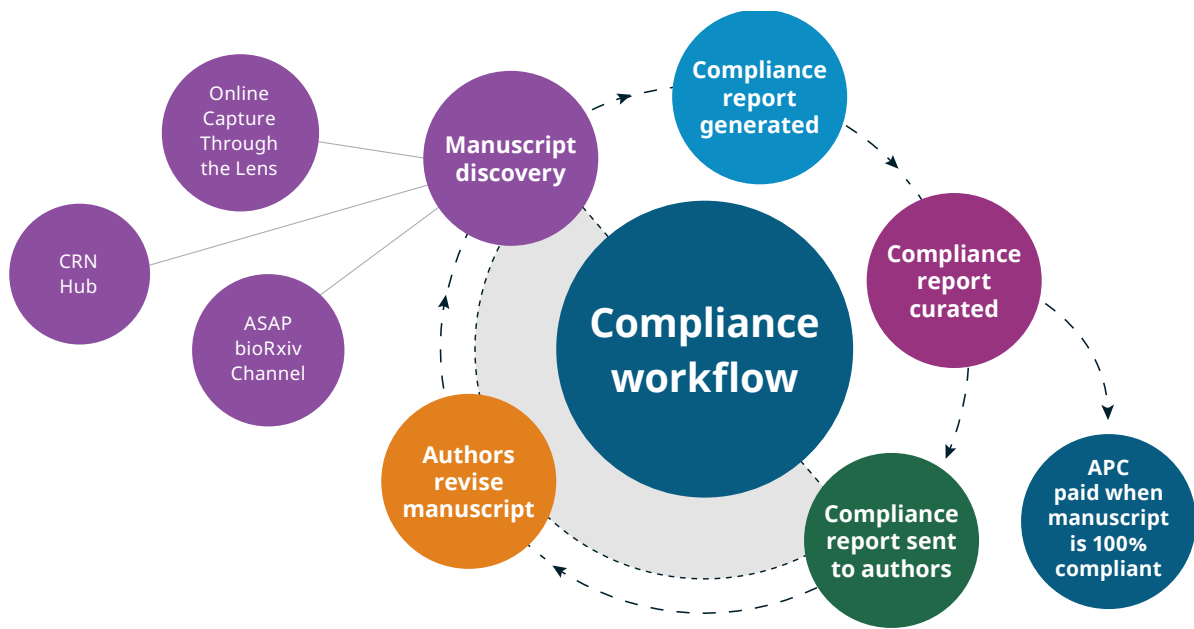 Online
Capture
Through
the Lens
CRN
Hub
ASAP
bioRxiv
Channel
Manuscript
discovery
Compliance
report
generated
Compliance
report
curated
APC
paid when
manuscript
is 100%
compliant
Compliance
report sent
to authors
Authors
revise
manuscript
Compliance
workflow